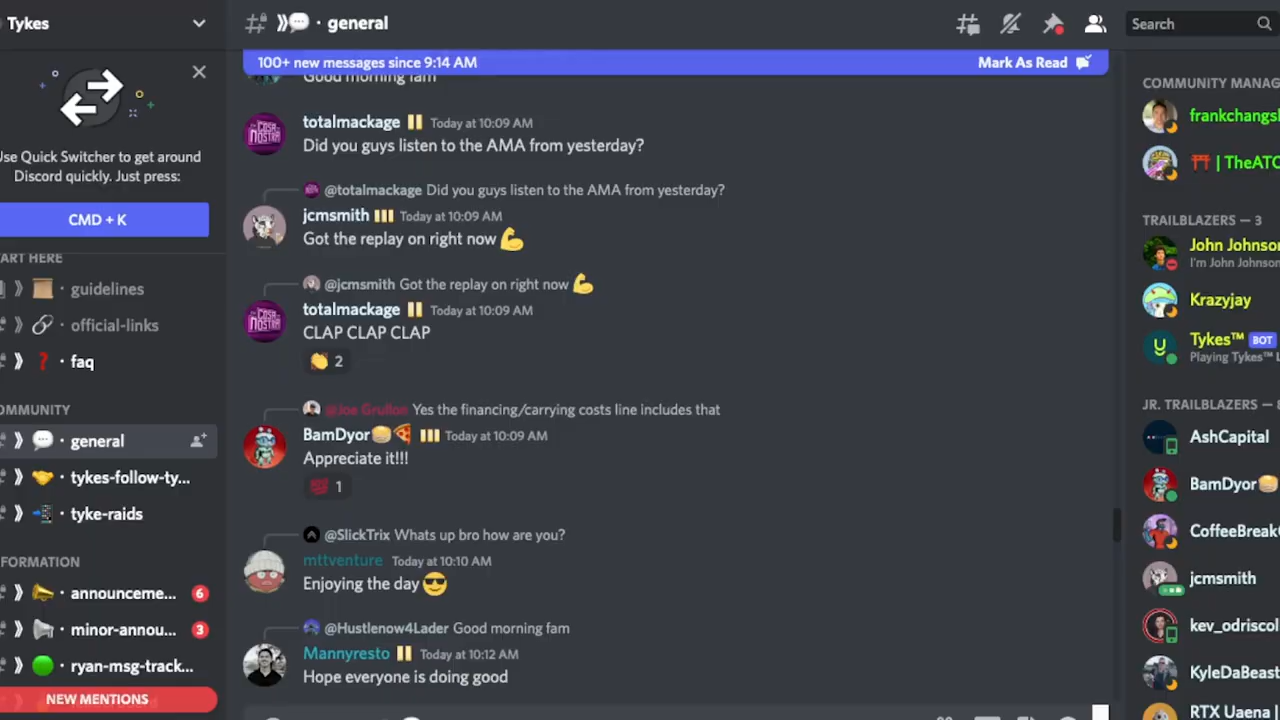 Tykes
general
Search
100+ new messages since 9:14 AM
Mark As Read
Use Quick Switcher to get around
Discord quickly. Just press:
CMD + K
guidelines
official-links
faq
general
tykes-follow-ty...
tyke-raids
announceme... 6
minor-annou... 3
ryan-msg-track...
NEW MENTIONS
Good morning fam
totalmackage Today at 10:09 AM
Did you guys listen to the AMA from yesterday?
@totalmackage Did you guys listen to the AMA from yesterday?
jcmsmith Today at 10:09 AM
Got the replay on right now 💪
@jcmsmith Got the replay on right now 💪
totalmackage Today at 10:09 AM
CLAP CLAP CLAP
👏 2
@Joe Grulloe Yes the financing/carrying costs line includes that
BamDyor🥞🍕 Today at 10:09 AM
Appreciate it!!!
💯 1
@SlickTrix Whats up bro how are you?
mttventure Today at 10:10 AM
Enjoying the day 😎
@Hustlenow4Lader Good morning fam
Mannyresto Today at 10:12 AM
Hope everyone is doing good
COMMUNITY MANAG
frankchangs
⛩ | TheATC
TRAILBLAZERS — 3
John Johnson
I'm John Johnson
Krazyjay
Tykes™ BOT
Playing Tykes™ L
JR. TRAILBLAZERS —
AshCapital
BamDyor🥞
CoffeeBreak
jcmsmith
kev_odriscol
KyleDaBeast
RTX Uaena |